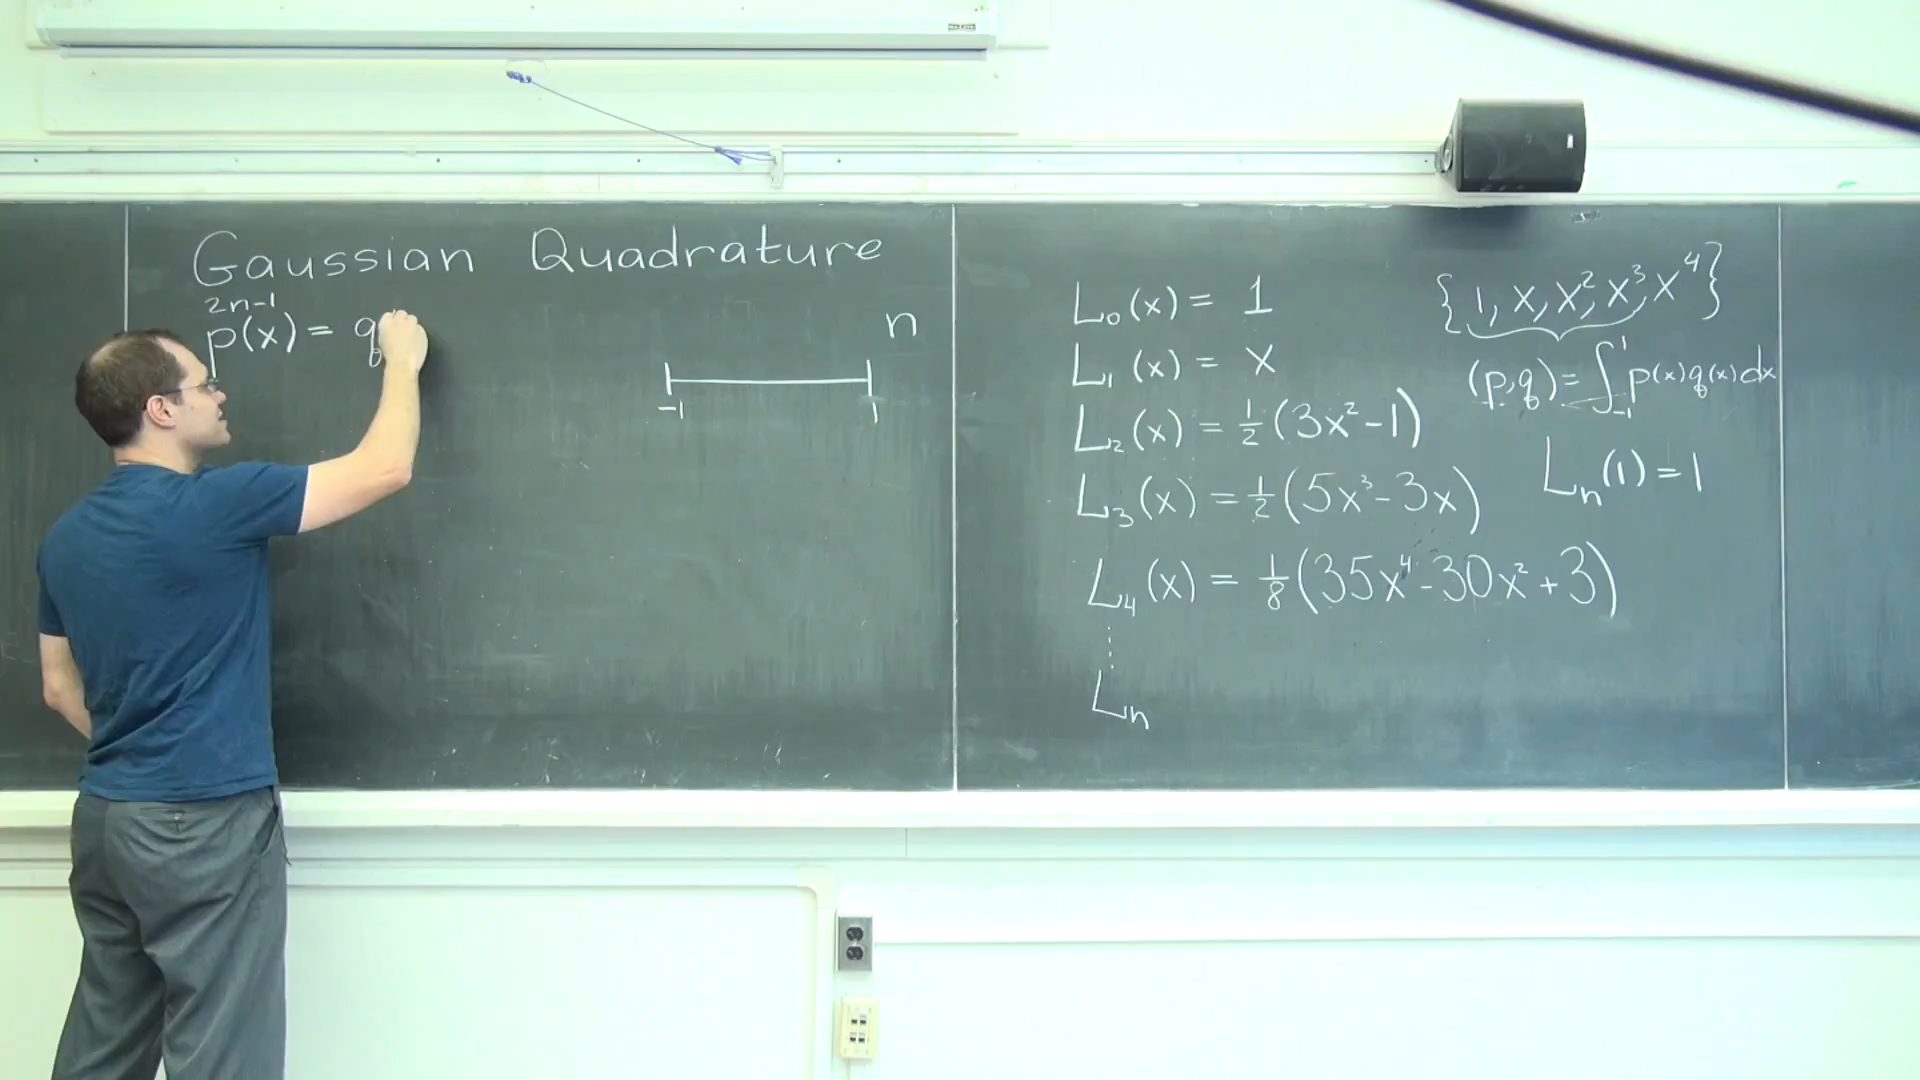 Gaussian Quadrature
2n-1
p(x) = q
n
-1 1
L₀(x) = 1
L₁(x) = x
L₂(x) = ½(3x²-1)
L₃(x) = ½(5x³-3x)
L₄(x) = ⅛(35x⁴-30x²+3)
⋮
Lₙ
{1, x, x², x³, x⁴}
(p,q) = ∫₋₁¹ p(x)q(x)dx
Lₙ(1) = 1